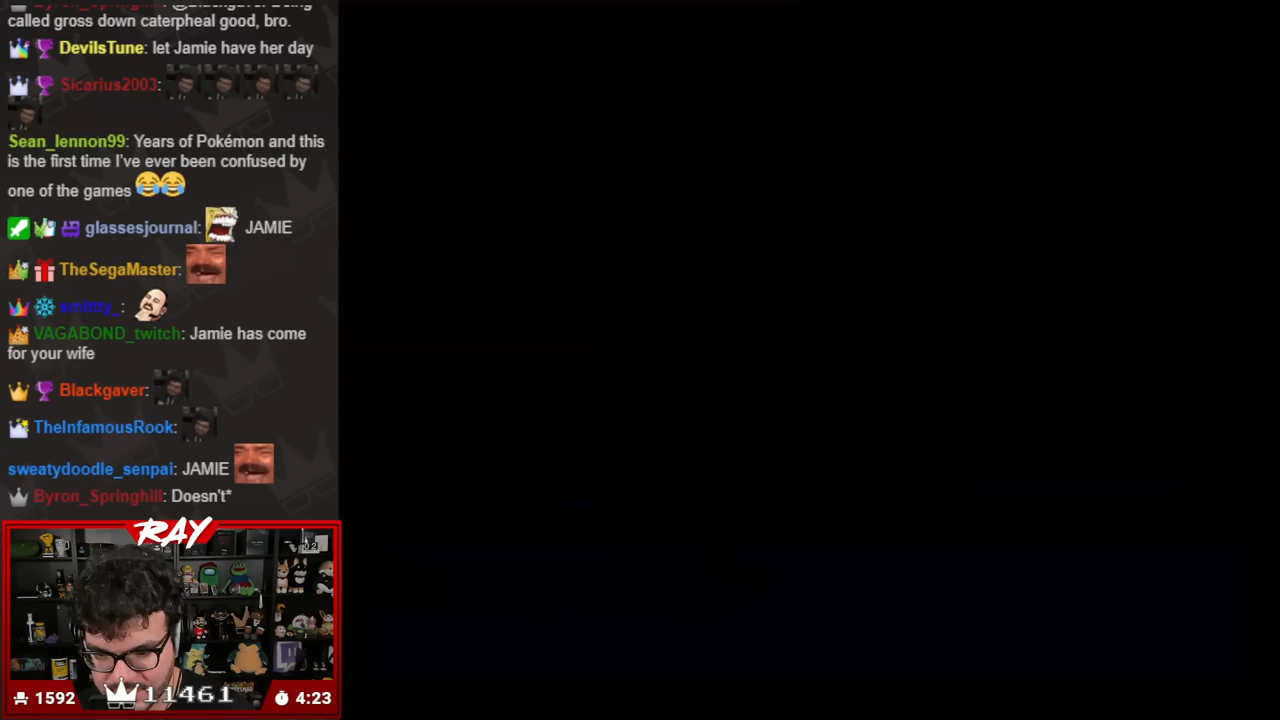 called gross down caterpheal good, bro.
DevilsTune: let Jamie have her day
Sicarius2003:
Sean_lennon99: Years of Pokémon and this
is the first time I've ever been confused by
one of the games
glassesjournal: JAMIE
TheSegaMaster:
VAGABOND_twitch: Jamie has come
for your wife
Blackgaver:
TheInfamousRook:
sweatydoodle_senpai: JAMIE
Byron_Springhill: Doesn't*
RAY
1592
11461
4:23